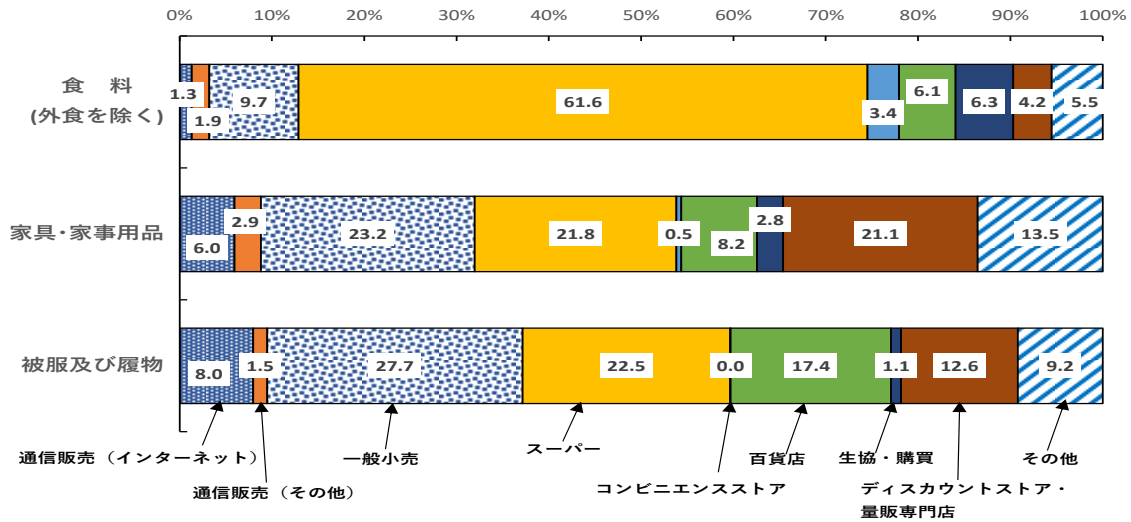 0% 10% 20% 30% 40% 50% 60% 70% 80% 90% 100%
食　料
(外食を除く)
1.3 1.9 9.7 61.6 3.4 6.1 6.3 4.2 5.5
家具・家事用品
6.0 2.9 23.2 21.8 0.5 8.2 2.8 21.1 13.5
被服及び履物
8.0 1.5 27.7 22.5 0.0 17.4 1.1 12.6 9.2
通信販売（インターネット）
通信販売（その他）
一般小売
スーパー
コンビニエンスストア
百貨店
生協・購買
ディスカウントストア・
量販専門店
その他